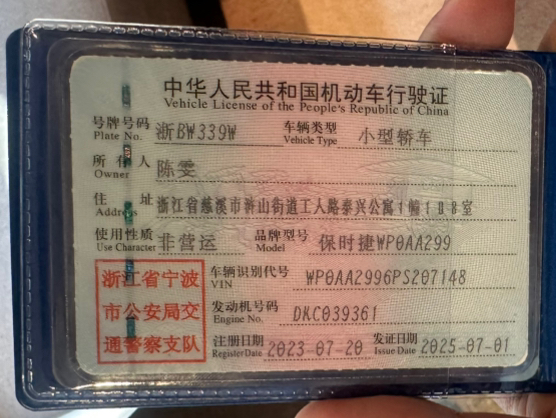 中华人民共和国机动车行驶证
Vehicle License of the People's Republic of China
号牌号码 Plate No. 浙BW339W 车辆类型 Vehicle Type 小型轿车
所有人 Owner 陈雯
住址 Address 浙江省慈溪市浒山街道工人路泰兴公寓1幢108室
使用性质 Use Character 非营运 品牌型号 Model 保时捷WP0AA299
车辆识别代号 VIN WP0AA2996PS207148
发动机号码 Engine No. DKC039361
注册日期 Register Date 2023-07-20 发证日期 Issue Date 2025-07-01
浙江省宁波
市公安局交
通警察支队